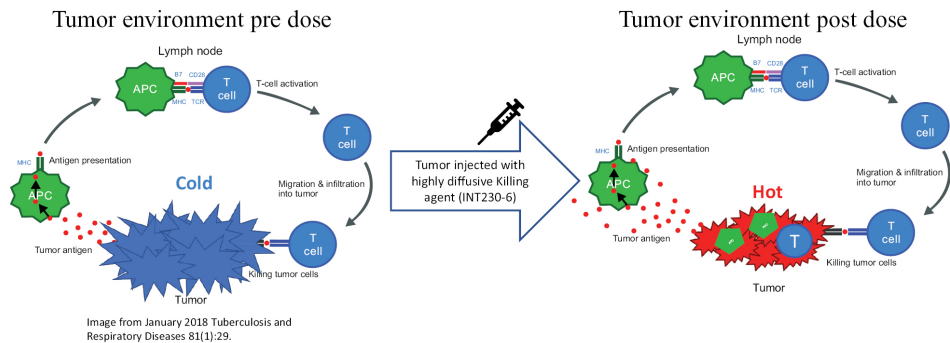 Tumor environment pre dose
Lymph node
B7 CD28
APC
T
cell
MHC TCR
T-cell activation
T
cell
MHC
Antigen presentation
APC
Cold
Migration & infiltration
into tumor
Tumor antigen
T
cell
Killing tumor cells
Tumor
Image from January 2018 Tuberculosis and
Respiratory Diseases 81(1):29.
Tumor injected with
highly diffusive Killing
agent (INT230-6)
Tumor environment post dose
Lymph node
B7 CD28
APC
T
cell
MHC TCR
T-cell activation
T
cell
MHC
Antigen presentation
APC
Hot
Migration & infiltration
into tumor
Tumor antigen
T
T
cell
Killing tumor cells
Tumor